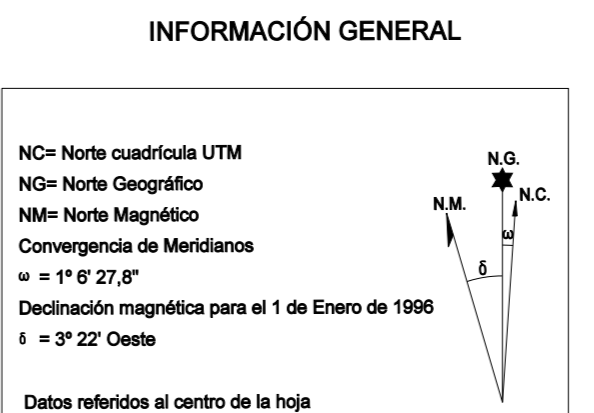 INFORMACIÓN GENERAL
NC= Norte cuadrícula UTM
NG= Norte Geográfico
NM= Norte Magnético
Convergencia de Meridianos
ω = 1º 6' 27,8"
Declinación magnética para el 1 de Enero de 1996
δ = 3º 22' Oeste
Datos referidos al centro de la hoja
N.G.
N.C.
N.M.
ω
δ